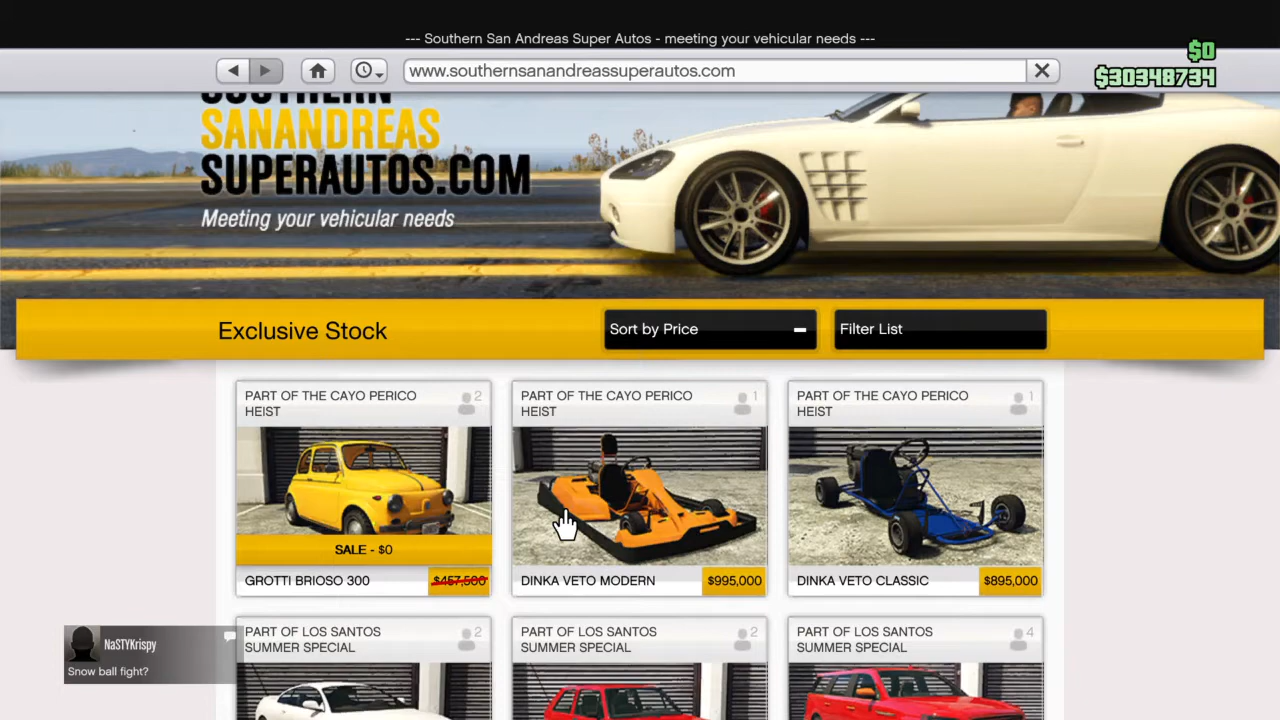 --- Southern San Andreas Super Autos - meeting your vehicular needs ---
www.southernsanandreassuperautos.com
$0
$30348734
SOUTHERN
SANANDREAS
SUPERAUTOS.COM
Meeting your vehicular needs
Exclusive Stock
Sort by Price
Filter List
PART OF THE CAYO PERICO
HEIST
2
SALE - $0
GROTTI BRIOSO 300
$457,500
PART OF THE CAYO PERICO
HEIST
1
DINKA VETO MODERN
$995,000
PART OF THE CAYO PERICO
HEIST
1
DINKA VETO CLASSIC
$895,000
PART OF LOS SANTOS
SUMMER SPECIAL
2
PART OF LOS SANTOS
SUMMER SPECIAL
2
PART OF LOS SANTOS
SUMMER SPECIAL
4
NaSTYKrispy
Snow ball fight?